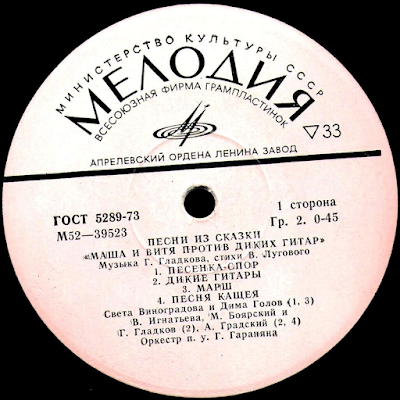 МИНИСТЕРСТВО КУЛЬТУРЫ СССР
МЕЛОДИЯ
ВСЕСОЮЗНАЯ ФИРМА ГРАМПЛАСТИНОК
▽33
АПРЕЛЕВСКИЙ ОРДЕНА ЛЕНИНА ЗАВОД
ГОСТ 5289-73
М52—39523
1 сторона
Гр. 2. 0-45
ПЕСНИ ИЗ СКАЗКИ
«МАША И ВИТЯ ПРОТИВ ДИКИХ ГИТАР»
Музыка Г. Гладкова, стихи В. Лугового
1. ПЕСЕНКА-СПОР
2. ДИКИЕ ГИТАРЫ
3. МАРШ
4. ПЕСНЯ КАЩЕЯ
Света Виноградова и Дима Голов (1, 3)
В. Игнатьева, М. Боярский и
Г. Гладков (2), А. Градский (2, 4)
Оркестр п. у. Г. Гараняна